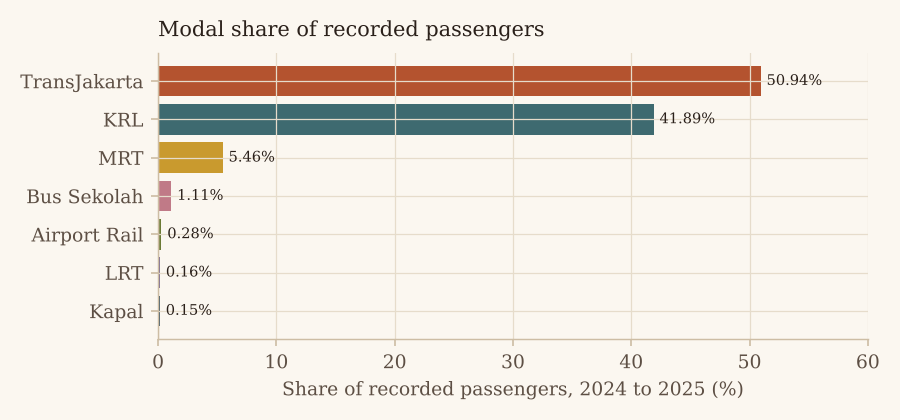 Modal share of recorded passengers
TransJakarta 50.94%
KRL 41.89%
MRT 5.46%
Bus Sekolah 1.11%
Airport Rail 0.28%
LRT 0.16%
Kapal 0.15%
0 10 20 30 40 50 60
Share of recorded passengers, 2024 to 2025 (%)